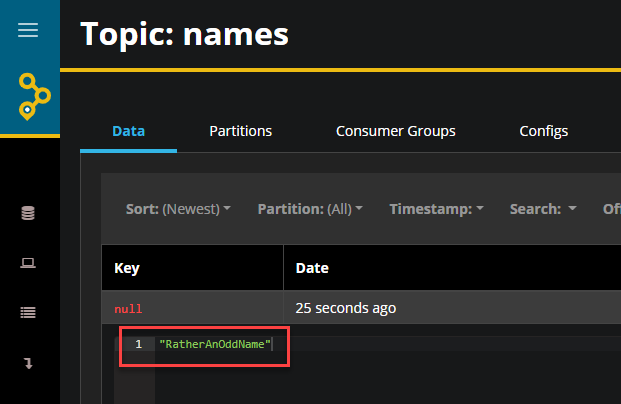 Topic: names
Data Partitions Consumer Groups Configs
Sort: (Newest) Partition: (All) Timestamp: Search: Of
Key Date
null 25 seconds ago
1 "RatherAnOddName"